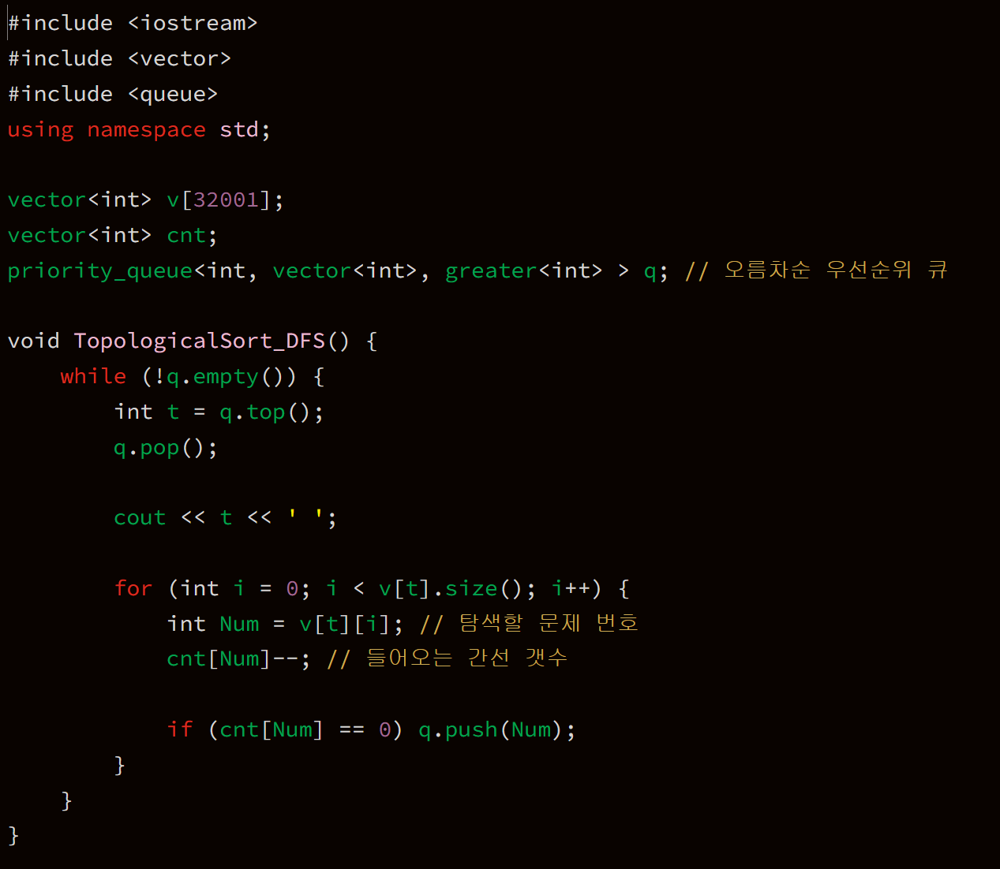 #include <iostream>
#include <vector>
#include <queue>
using namespace std;
vector<int> v[32001];
vector<int> cnt;
priority_queue<int, vector<int>, greater<int> > q; // 오름차순 우선순위 큐
void TopologicalSort_DFS() {
while (!q.empty()) {
int t = q.top();
q.pop();
cout << t << ' ';
for (int i = 0; i < v[t].size(); i++) {
int Num = v[t][i]; // 탐색할 문제 번호
cnt[Num]--; // 들어오는 간선 갯수
if (cnt[Num] == 0) q.push(Num);
}
}
}